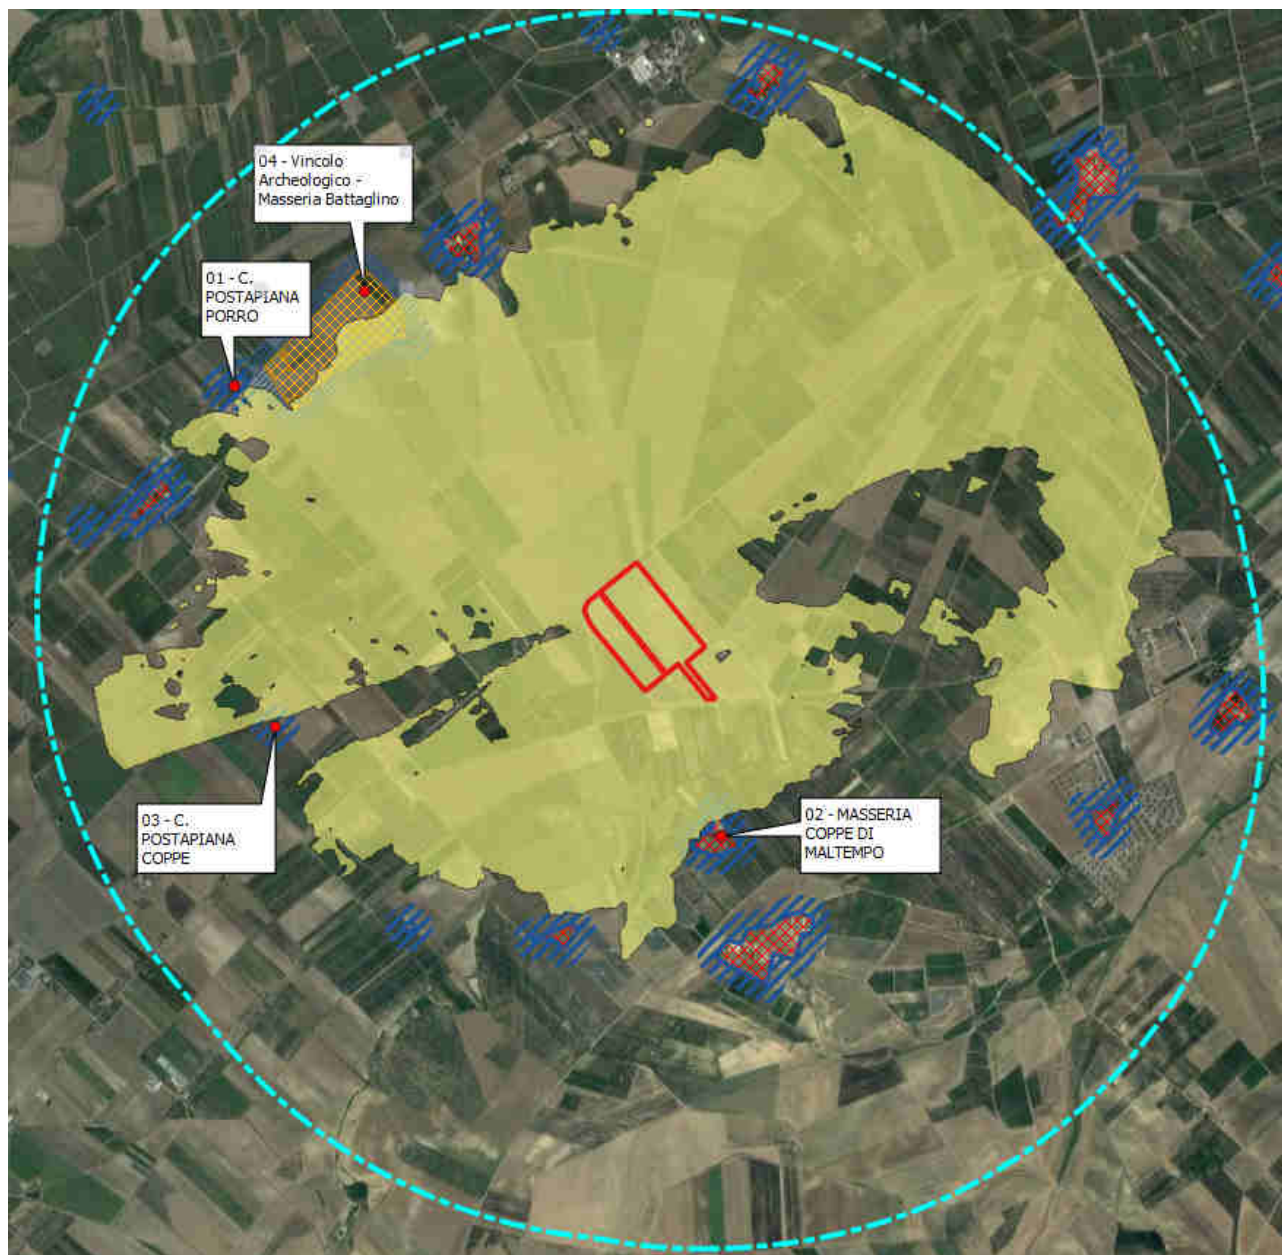 04 - Vincolo
Archeologico -
Masseria Battaglino
01 - C.
POSTAPIANA
PORRO
03 - C.
POSTAPIANA
COPPE
02 - MASSERIA
COPPE DI
MALTEMPO